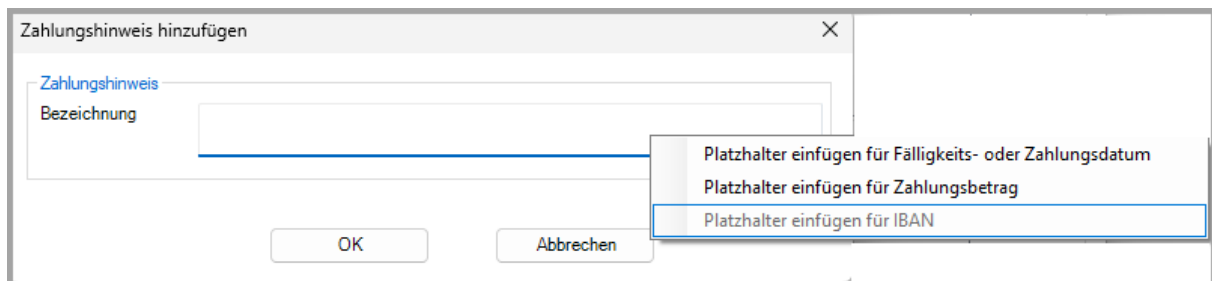 Zahlungshinweis hinzufügen
Zahlungshinweis
Bezeichnung
Platzhalter einfügen für Fälligkeits- oder Zahlungsdatum
Platzhalter einfügen für Zahlungsbetrag
Platzhalter einfügen für IBAN
OK Abbrechen